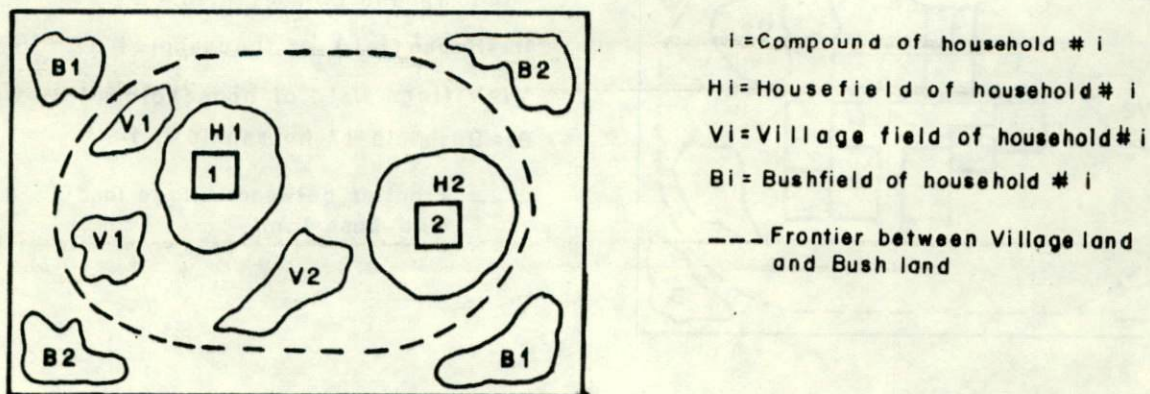 B1
B2
V1
H1
1
H2
2
V1
V2
B2
B1
i=Compound of household # i
Hi=Housefield of household# i
Vi=Village field of household# i
Bi=Bushfield of household # i
---Frontier between Village land
and Bush land